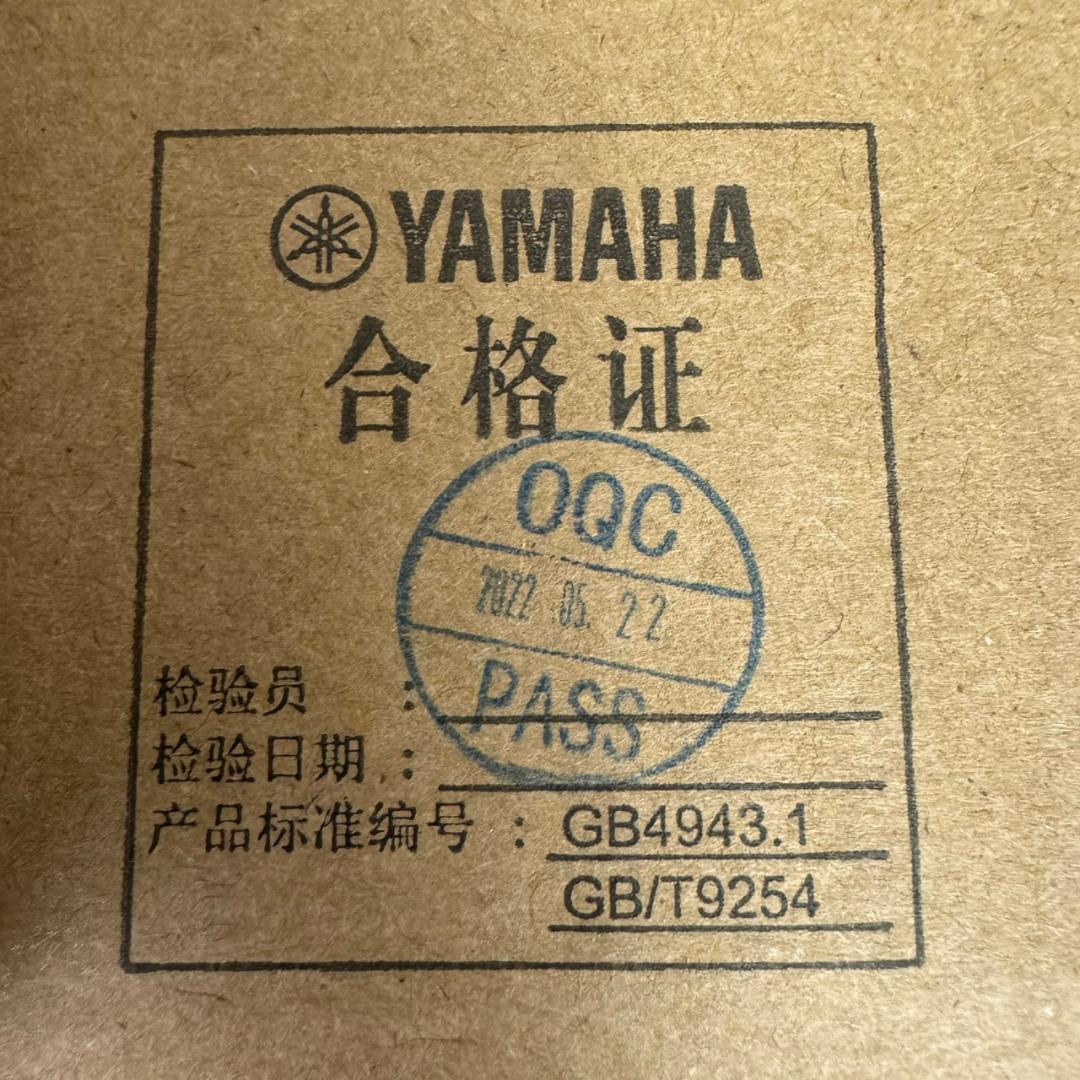 YAMAHA
合格证
OQC
2022 .05. 22
PASS
检验员 :
检验日期 :
产品标准编号 : GB4943.1
GB/T9254